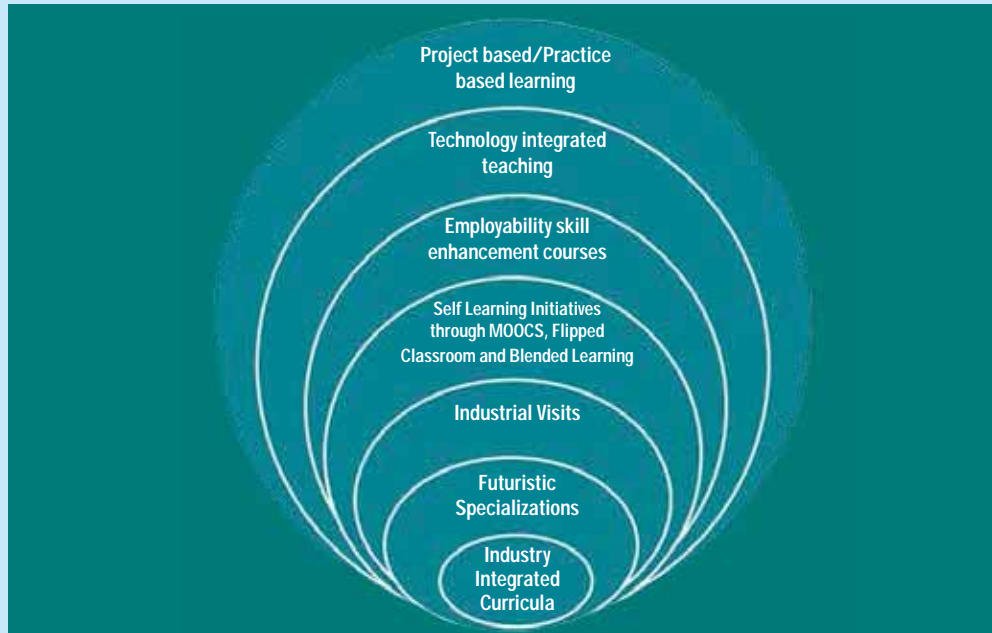 Project based/Practice
based learning
Technology integrated
teaching
Employability skill
enhancement courses
Self Learning Initiatives
through MOOCS, Flipped
Classroom and Blended Learning
Industrial Visits
Futuristic
Specializations
Industry
Integrated
Curricula